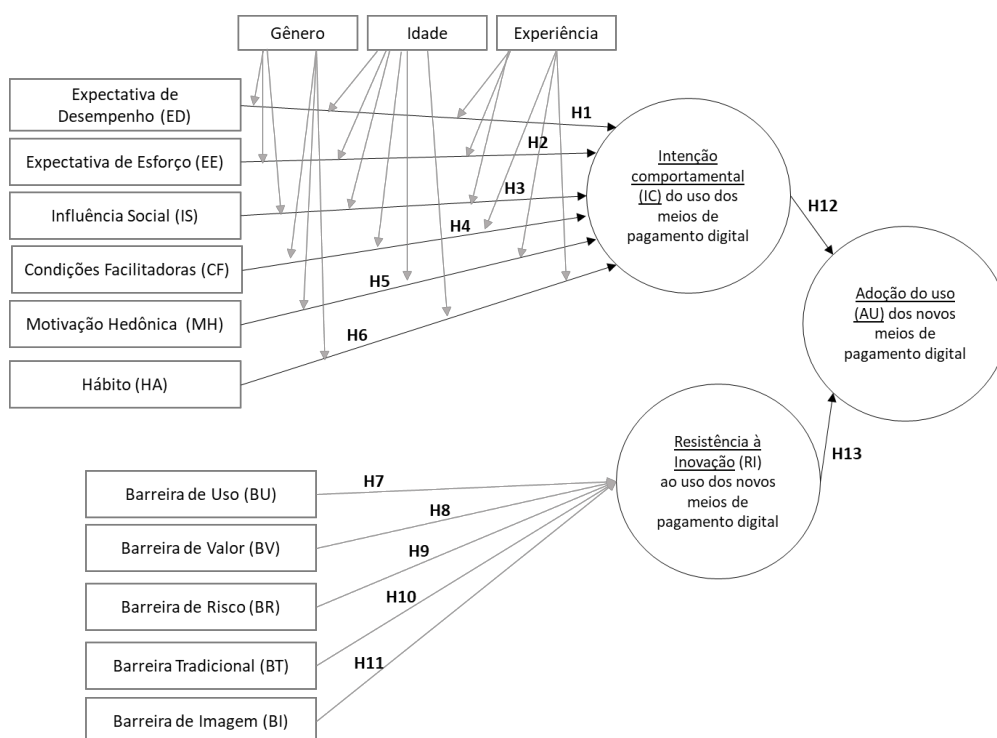 Gênero
Idade
Experiência
Expectativa de
Desempenho (ED)
Expectativa de Esforço (EE)
Influência Social (IS)
Condições Facilitadoras (CF)
Motivação Hedônica (MH)
Hábito (HA)
H1
H2
H3
H4
H5
H6
Intenção
comportamental
(IC) do uso dos
meios de
pagamento digital
H12
Adoção do uso
(AU) dos novos
meios de
pagamento digital
H13
Resistência à
Inovação (RI)
ao uso dos novos
meios de
pagamento digital
Barreira de Uso (BU)
Barreira de Valor (BV)
Barreira de Risco (BR)
Barreira Tradicional (BT)
Barreira de Imagem (BI)
H7
H8
H9
H10
H11